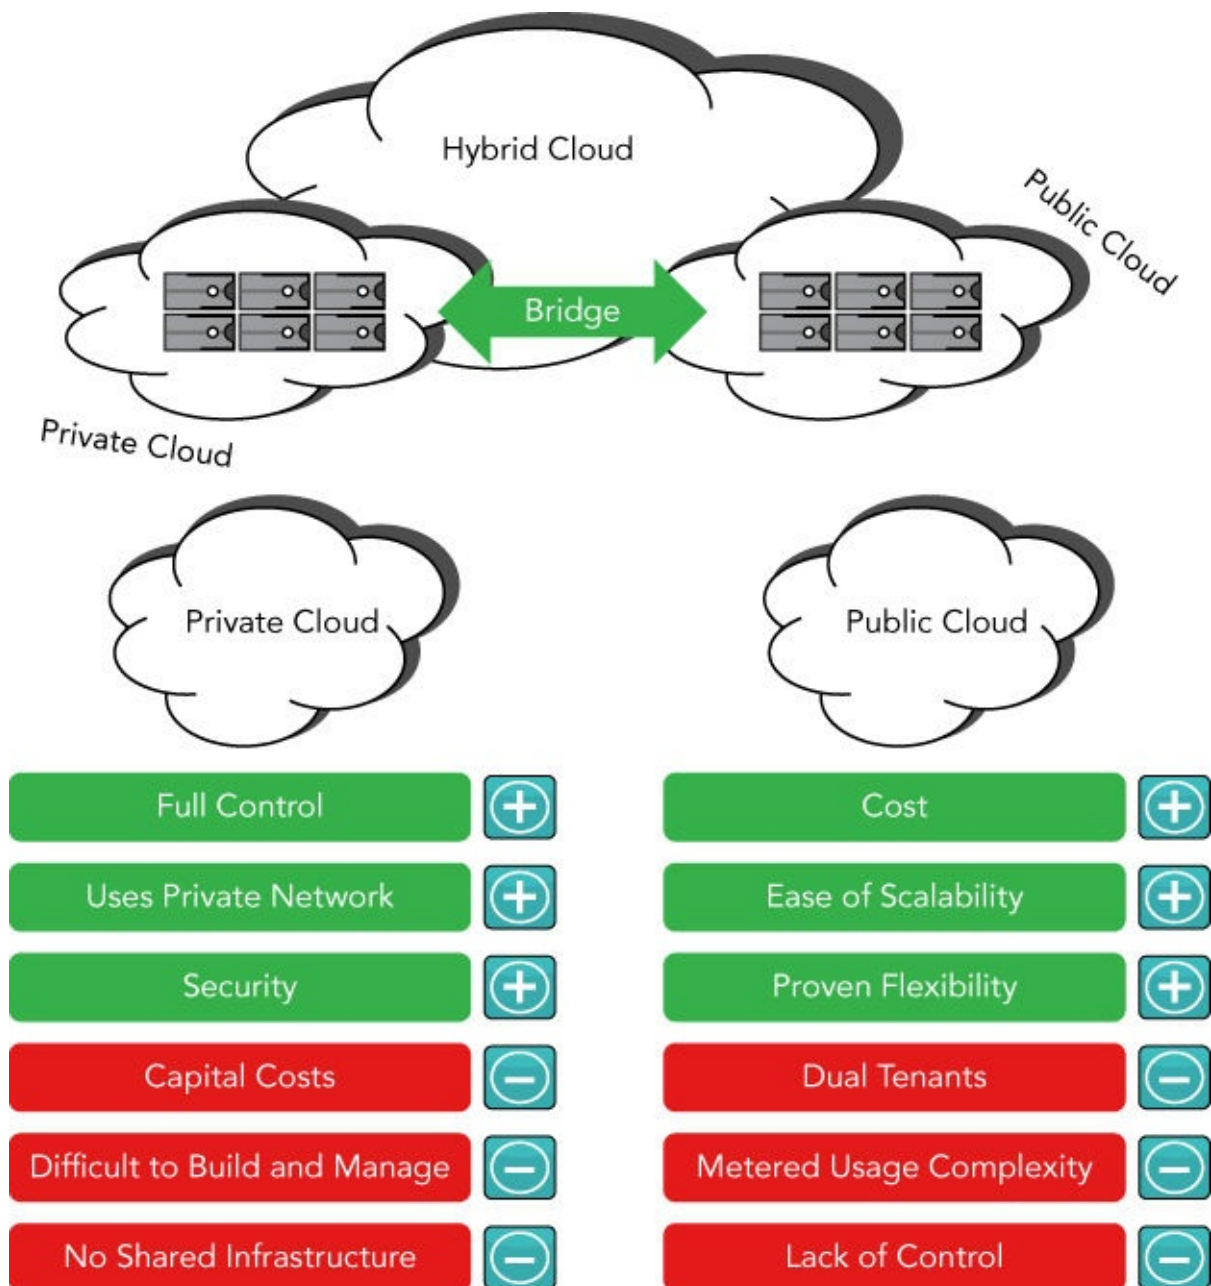 Hybrid Cloud
Public Cloud
Bridge
Private Cloud
Private Cloud
Public Cloud
Full Control
Cost
Uses Private Network
Ease of Scalability
Security
Proven Flexibility
Capital Costs
Dual Tenants
Difficult to Build and Manage
Metered Usage Complexity
No Shared Infrastructure
Lack of Control